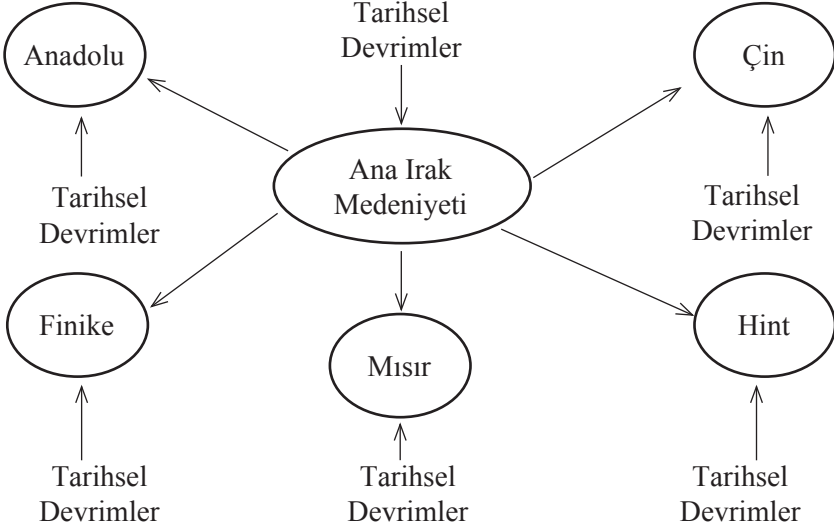 Tarihsel
Devrimler
Anadolu
Çin
Ana Irak
Medeniyeti
Tarihsel
Devrimler
Tarihsel
Devrimler
Finike
Mısır
Hint
Tarihsel
Devrimler
Tarihsel
Devrimler
Tarihsel
Devrimler